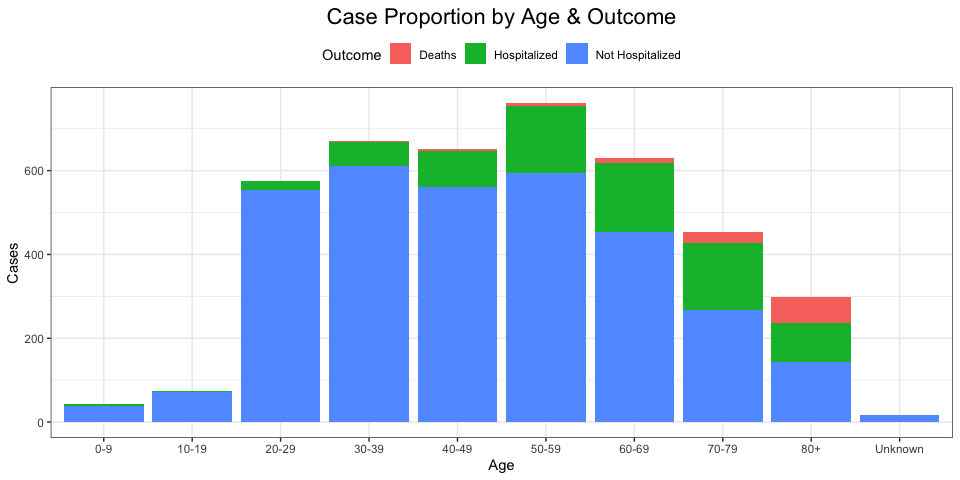 Case Proportion by Age & Outcome
Outcome Deaths Hospitalized Not Hospitalized
Cases
600
400
200
0
0-9 10-19 20-29 30-39 40-49 50-59 60-69 70-79 80+ Unknown
Age